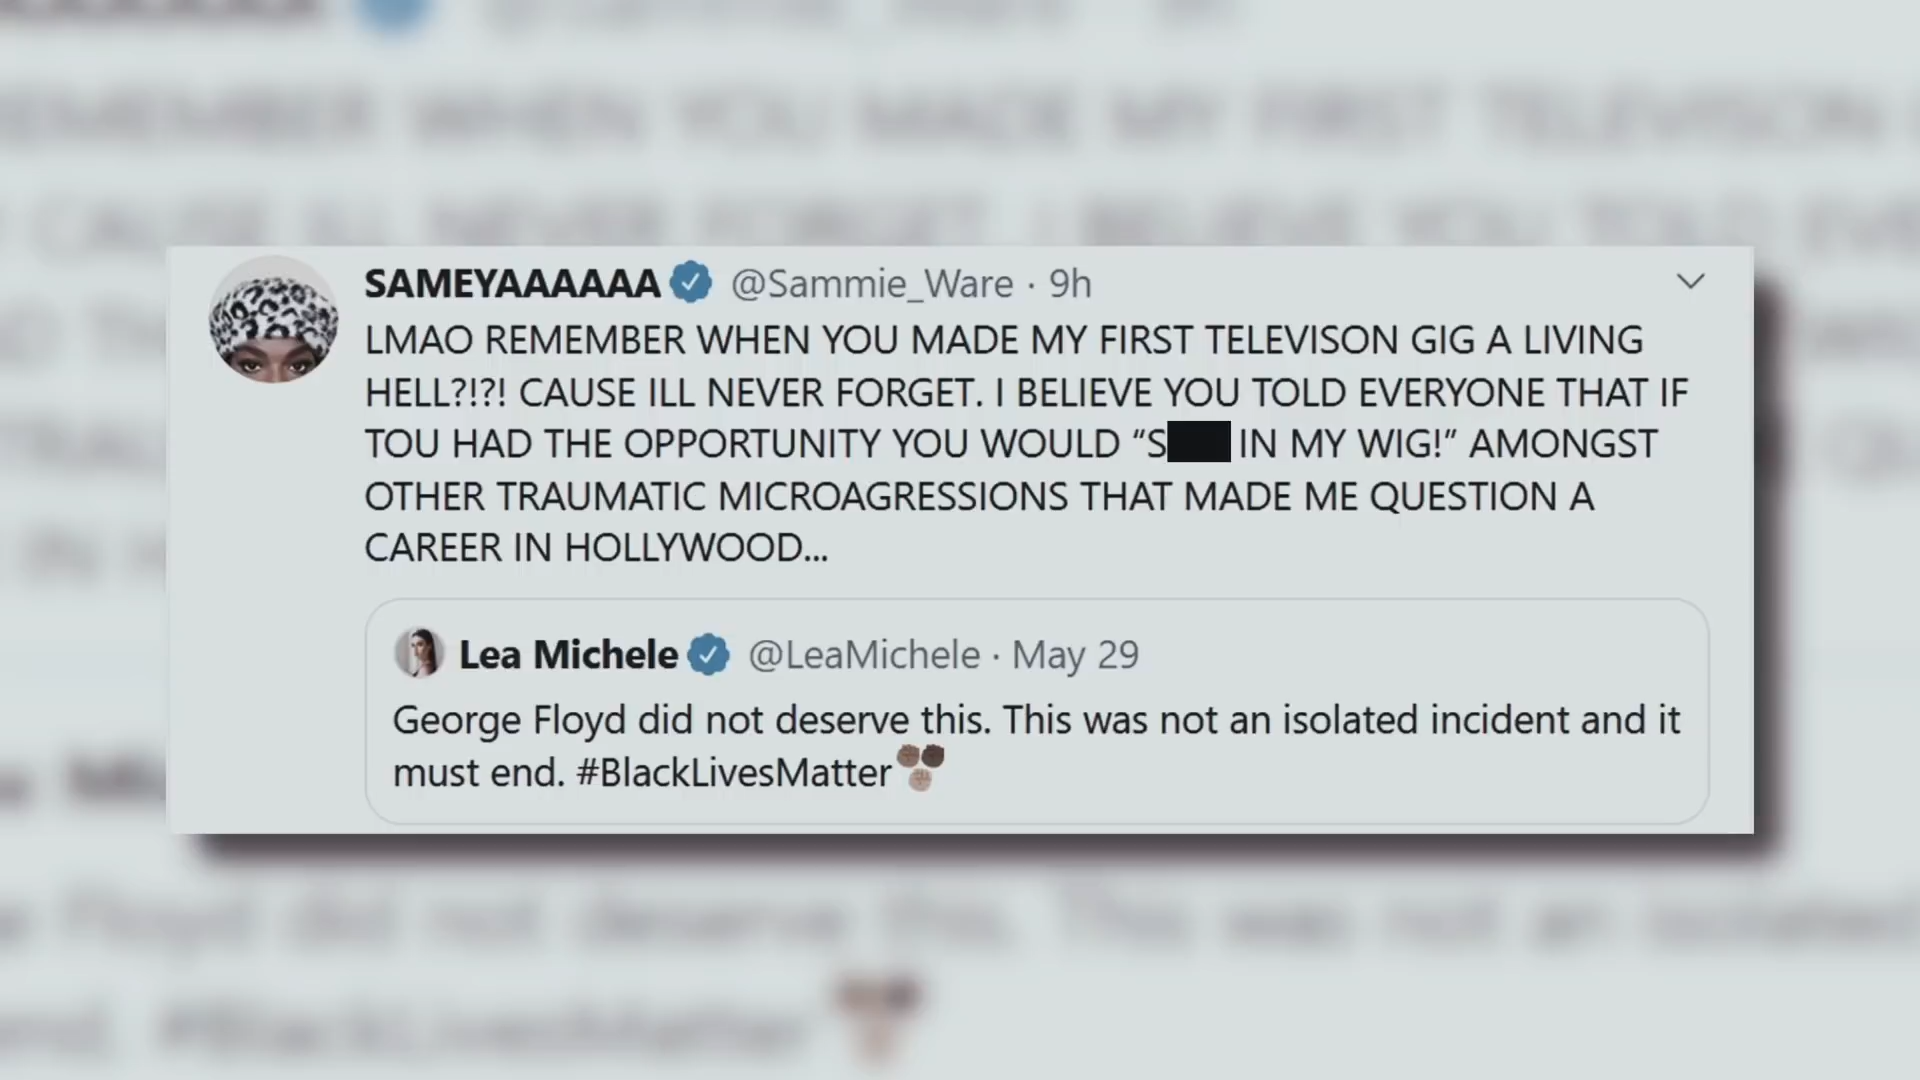 SAMEYAAAAAA @Sammie_Ware · 9h
LMAO REMEMBER WHEN YOU MADE MY FIRST TELEVISON GIG A LIVING
HELL?!?! CAUSE ILL NEVER FORGET. I BELIEVE YOU TOLD EVERYONE THAT IF
TOU HAD THE OPPORTUNITY YOU WOULD “S IN MY WIG!” AMONGST
OTHER TRAUMATIC MICROAGRESSIONS THAT MADE ME QUESTION A
CAREER IN HOLLYWOOD...
Lea Michele @LeaMichele · May 29
George Floyd did not deserve this. This was not an isolated incident and it
must end. #BlackLivesMatter